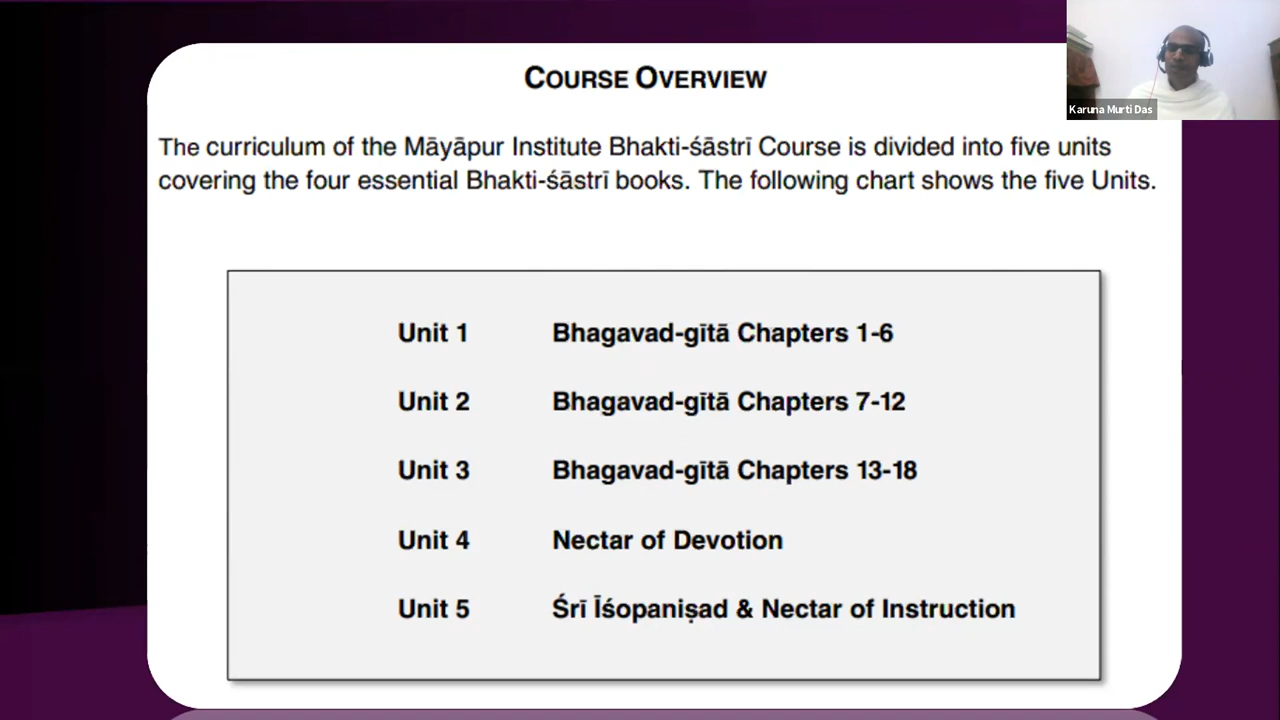 COURSE OVERVIEW
Karuna Murti Das
The curriculum of the Māyāpur Institute Bhakti-śāstrī Course is divided into five units
covering the four essential Bhakti-śāstrī books. The following chart shows the five Units.
Unit 1 Bhagavad-gītā Chapters 1-6
Unit 2 Bhagavad-gītā Chapters 7-12
Unit 3 Bhagavad-gītā Chapters 13-18
Unit 4 Nectar of Devotion
Unit 5 Śrī Īśopaniṣad & Nectar of Instruction